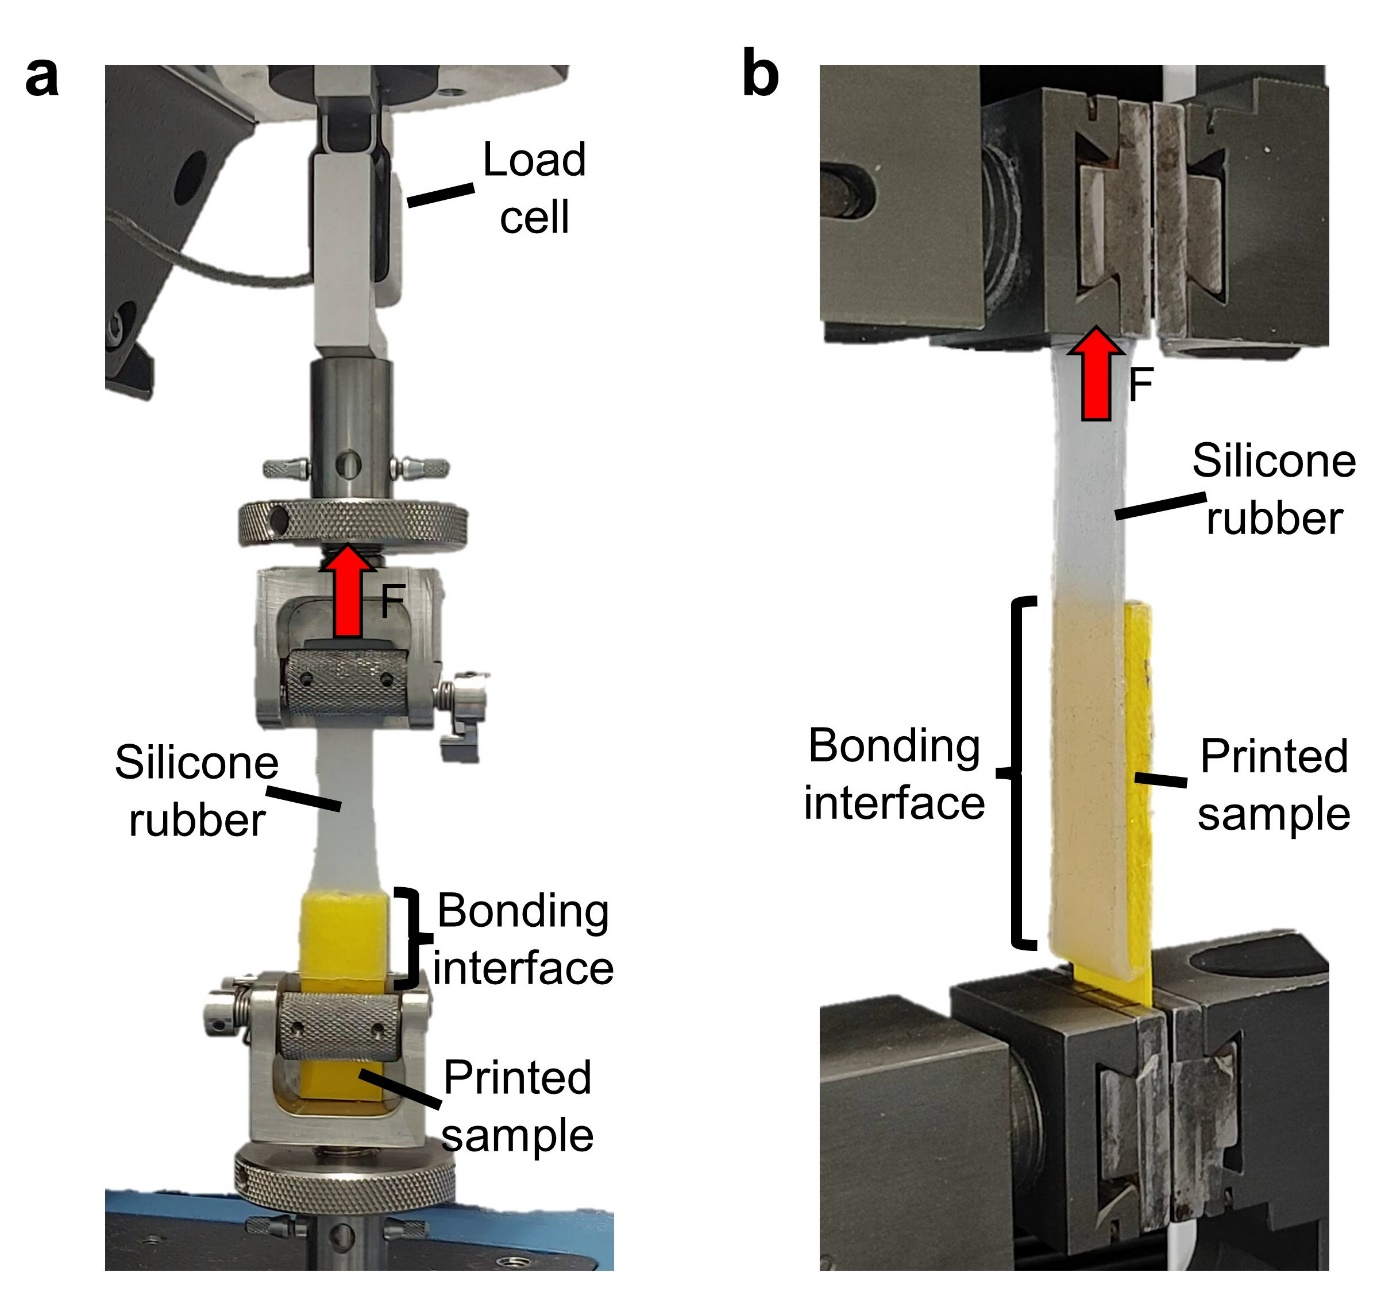 a
Load
cell
F
Silicone
rubber
Bonding
interface
Printed
sample
b
F
Silicone
rubber
Bonding
interface
Printed
sample